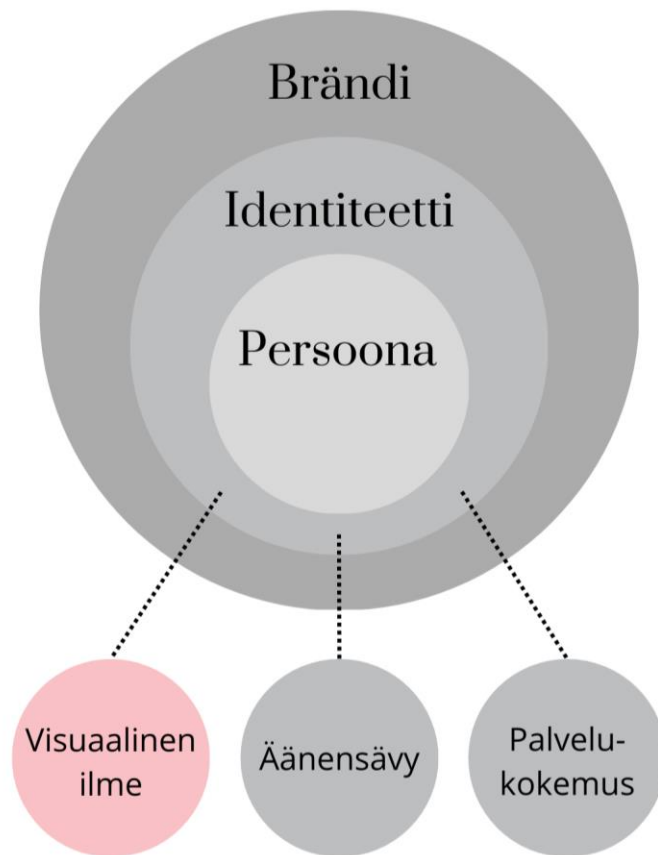 Brändi
Identiteetti
Persoona
Visuaalinen
ilme
Äänensävy
Palvelu-
kokemus